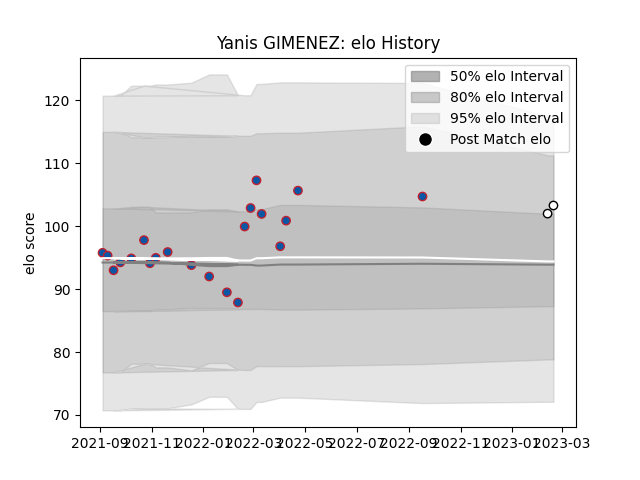 Yanis GIMENEZ: elo History
50% elo Interval
80% elo Interval
95% elo Interval
Post Match elo
elo score
120
110
100
90
80
70
2021-09 2021-11 2022-01 2022-03 2022-05 2022-07 2022-09 2022-11 2023-01 2023-03